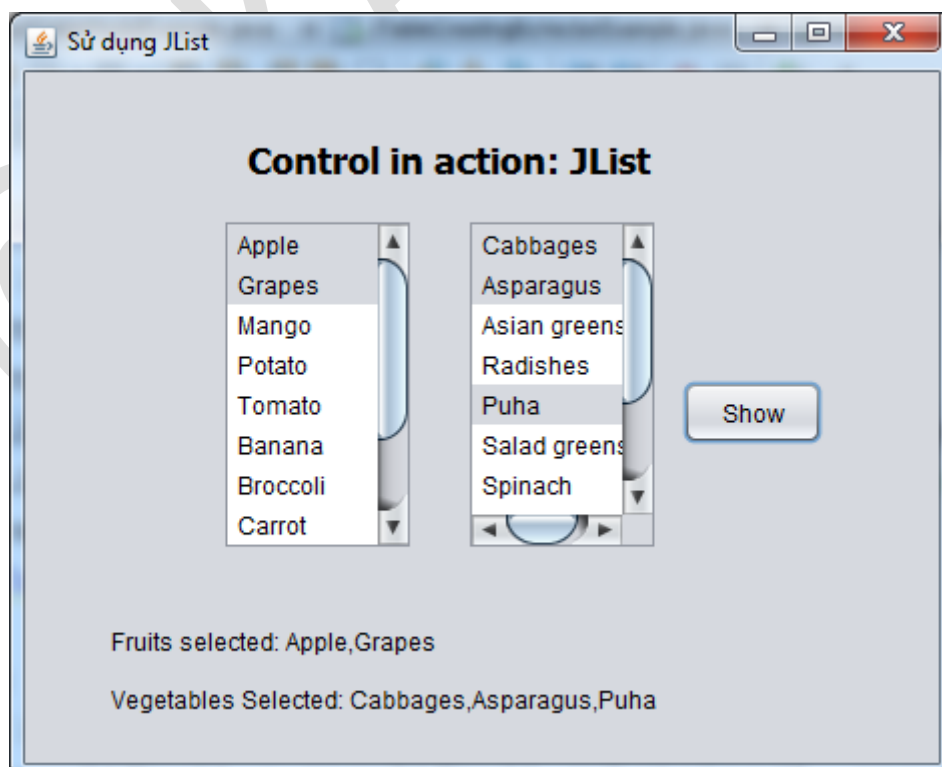 Sử dụng JList
Control in action: JList
Apple
Grapes
Mango
Potato
Tomato
Banana
Broccoli
Carrot
Cabbages
Asparagus
Asian greens
Radishes
Puha
Salad greens
Spinach
Show
Fruits selected: Apple,Grapes
Vegetables Selected: Cabbages,Asparagus,Puha